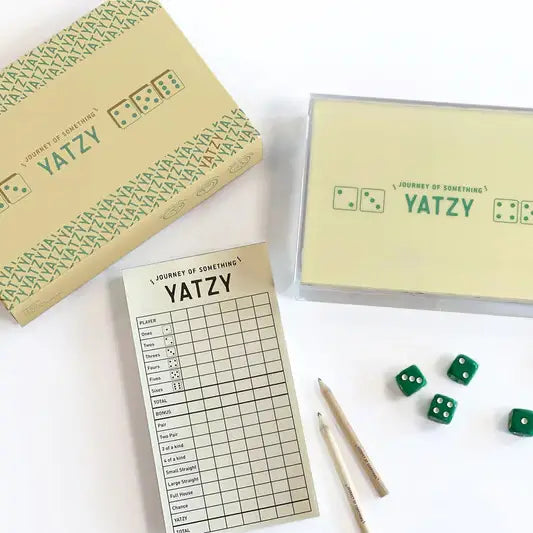 JOURNEY OF SOMETHING
YATZY
JOURNEY OF SOMETHING
YATZY
JOURNEY OF SOMETHING
YATZY
PLAYER
Ones
Twos
Threes
Fours
Fives
Sixes
TOTAL
BONUS
Pair
Two Pair
3 of a kind
4 of a kind
Small Straight
Large Straight
Full House
Chance
YATZY
TOTAL